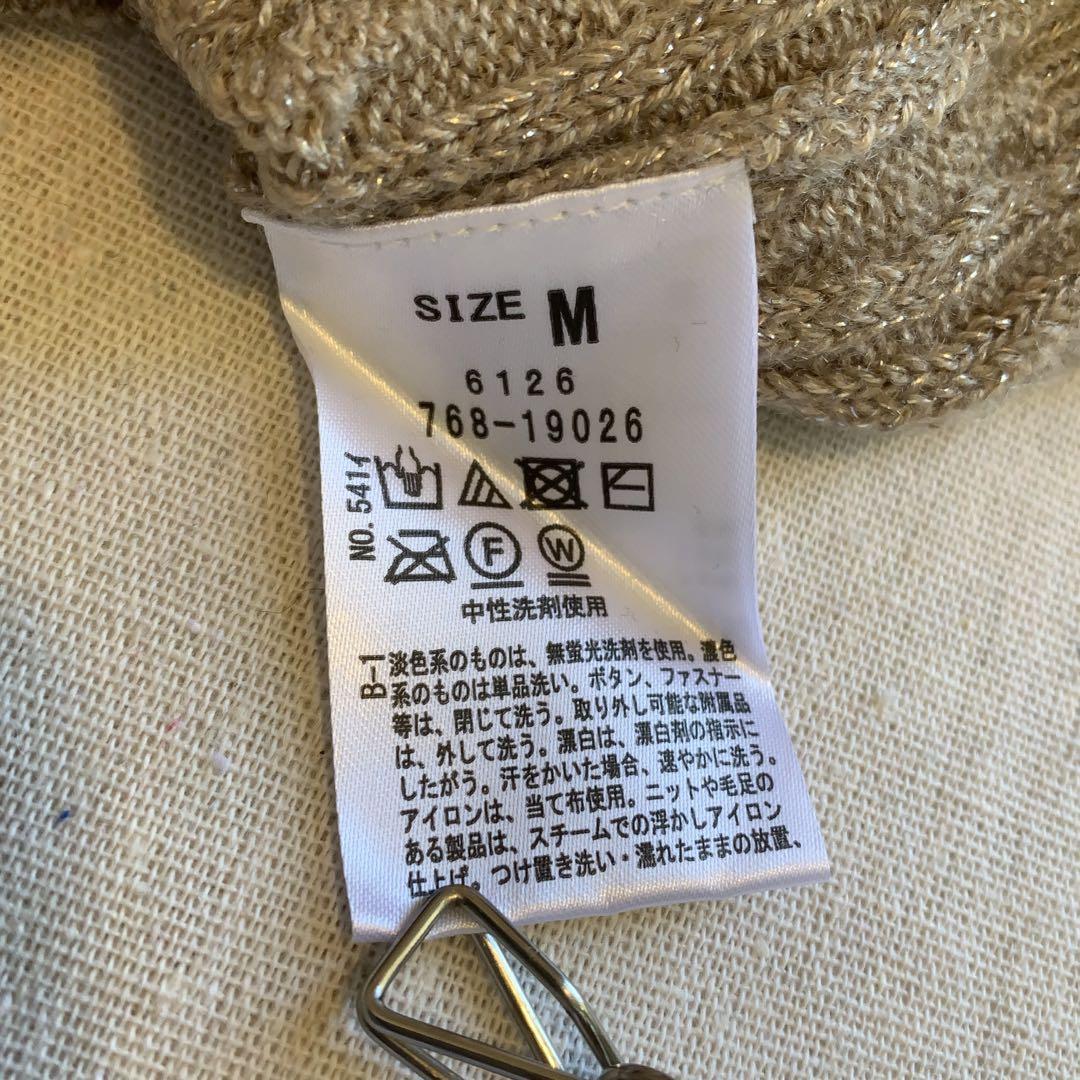 SIZE M
6126
768-19026
NO. 541イ
F W
中性洗剤使用
B-1
淡色系のものは、無蛍光洗剤を使用。濃色
系のものは単品洗い。ボタン、ファスナー
等は、閉じて洗う。取り外し可能な附属品
は、外して洗う。漂白は、漂白剤の指示に
したがう。汗をかいた場合、速やかに洗う。
アイロンは、当て布使用。ニットや毛足の
ある製品は、スチームでの浮かしアイロン
仕上げ。つけ置き洗い・濡れたままの放置、